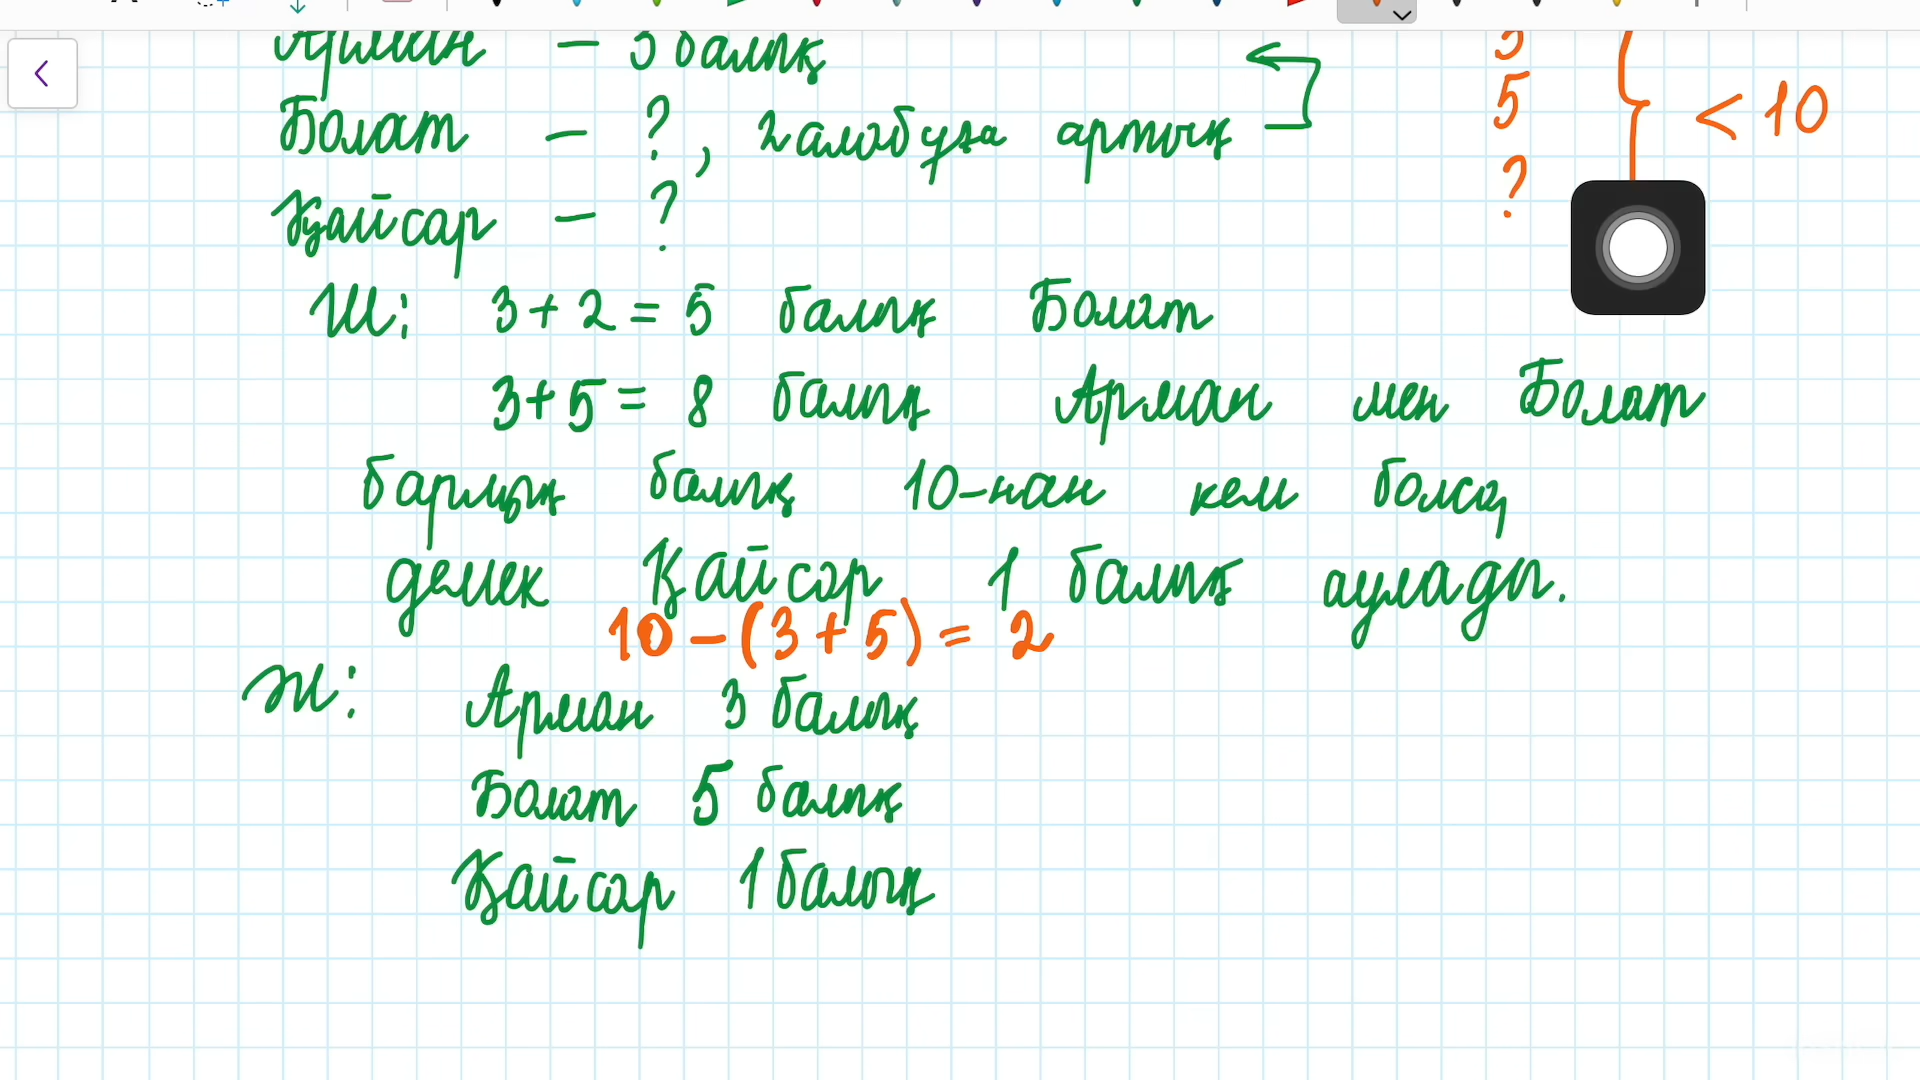 Арман - 3 балық
Болат - ?, 2 алабұға артық
Қайсар - ?
3
5
?
< 10
Ш: 3 + 2 = 5 балық Болат
3+5 = 8 балық Арман мен Болат
барлық балық 10-нан кем болса,
демек Қайсар 1 балық аулады.
10 - (3 + 5) = 2
Ж: Арман 3 балық
Болат 5 балық
Қайсар 1 балық